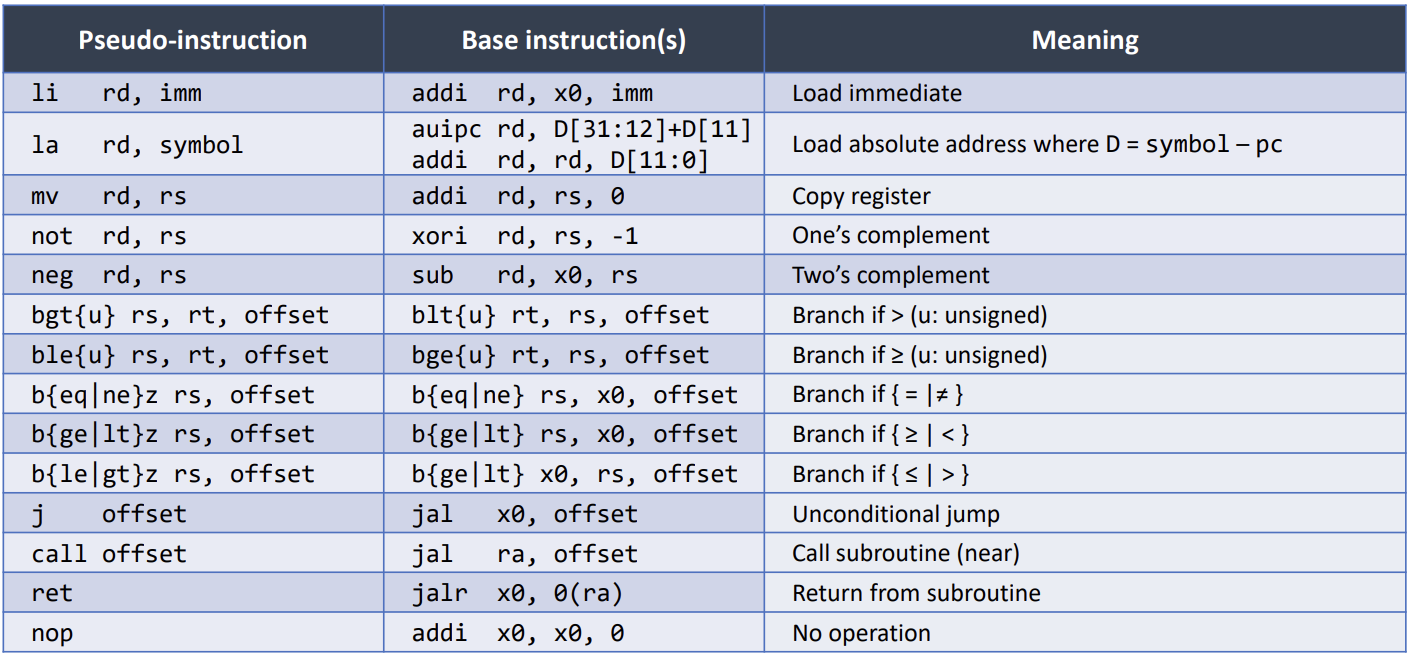 Pseudo-instruction Base instruction(s) Meaning
li rd, imm addi rd, x0, imm Load immediate
la rd, symbol auipc rd, D[31:12]+D[11] Load absolute address where D = symbol – pc
addi rd, rd, D[11:0]
mv rd, rs addi rd, rs, 0 Copy register
not rd, rs xori rd, rs, -1 One’s complement
neg rd, rs sub rd, x0, rs Two’s complement
bgt{u} rs, rt, offset blt{u} rt, rs, offset Branch if > (u: unsigned)
ble{u} rs, rt, offset bge{u} rt, rs, offset Branch if ≥ (u: unsigned)
b{eq|ne}z rs, offset b{eq|ne} rs, x0, offset Branch if { = |≠ }
b{ge|lt}z rs, offset b{ge|lt} rs, x0, offset Branch if { ≥ | < }
b{le|gt}z rs, offset b{ge|lt} x0, rs, offset Branch if { ≤ | > }
j offset jal x0, offset Unconditional jump
call offset jal ra, offset Call subroutine (near)
ret jalr x0, 0(ra) Return from subroutine
nop addi x0, x0, 0 No operation